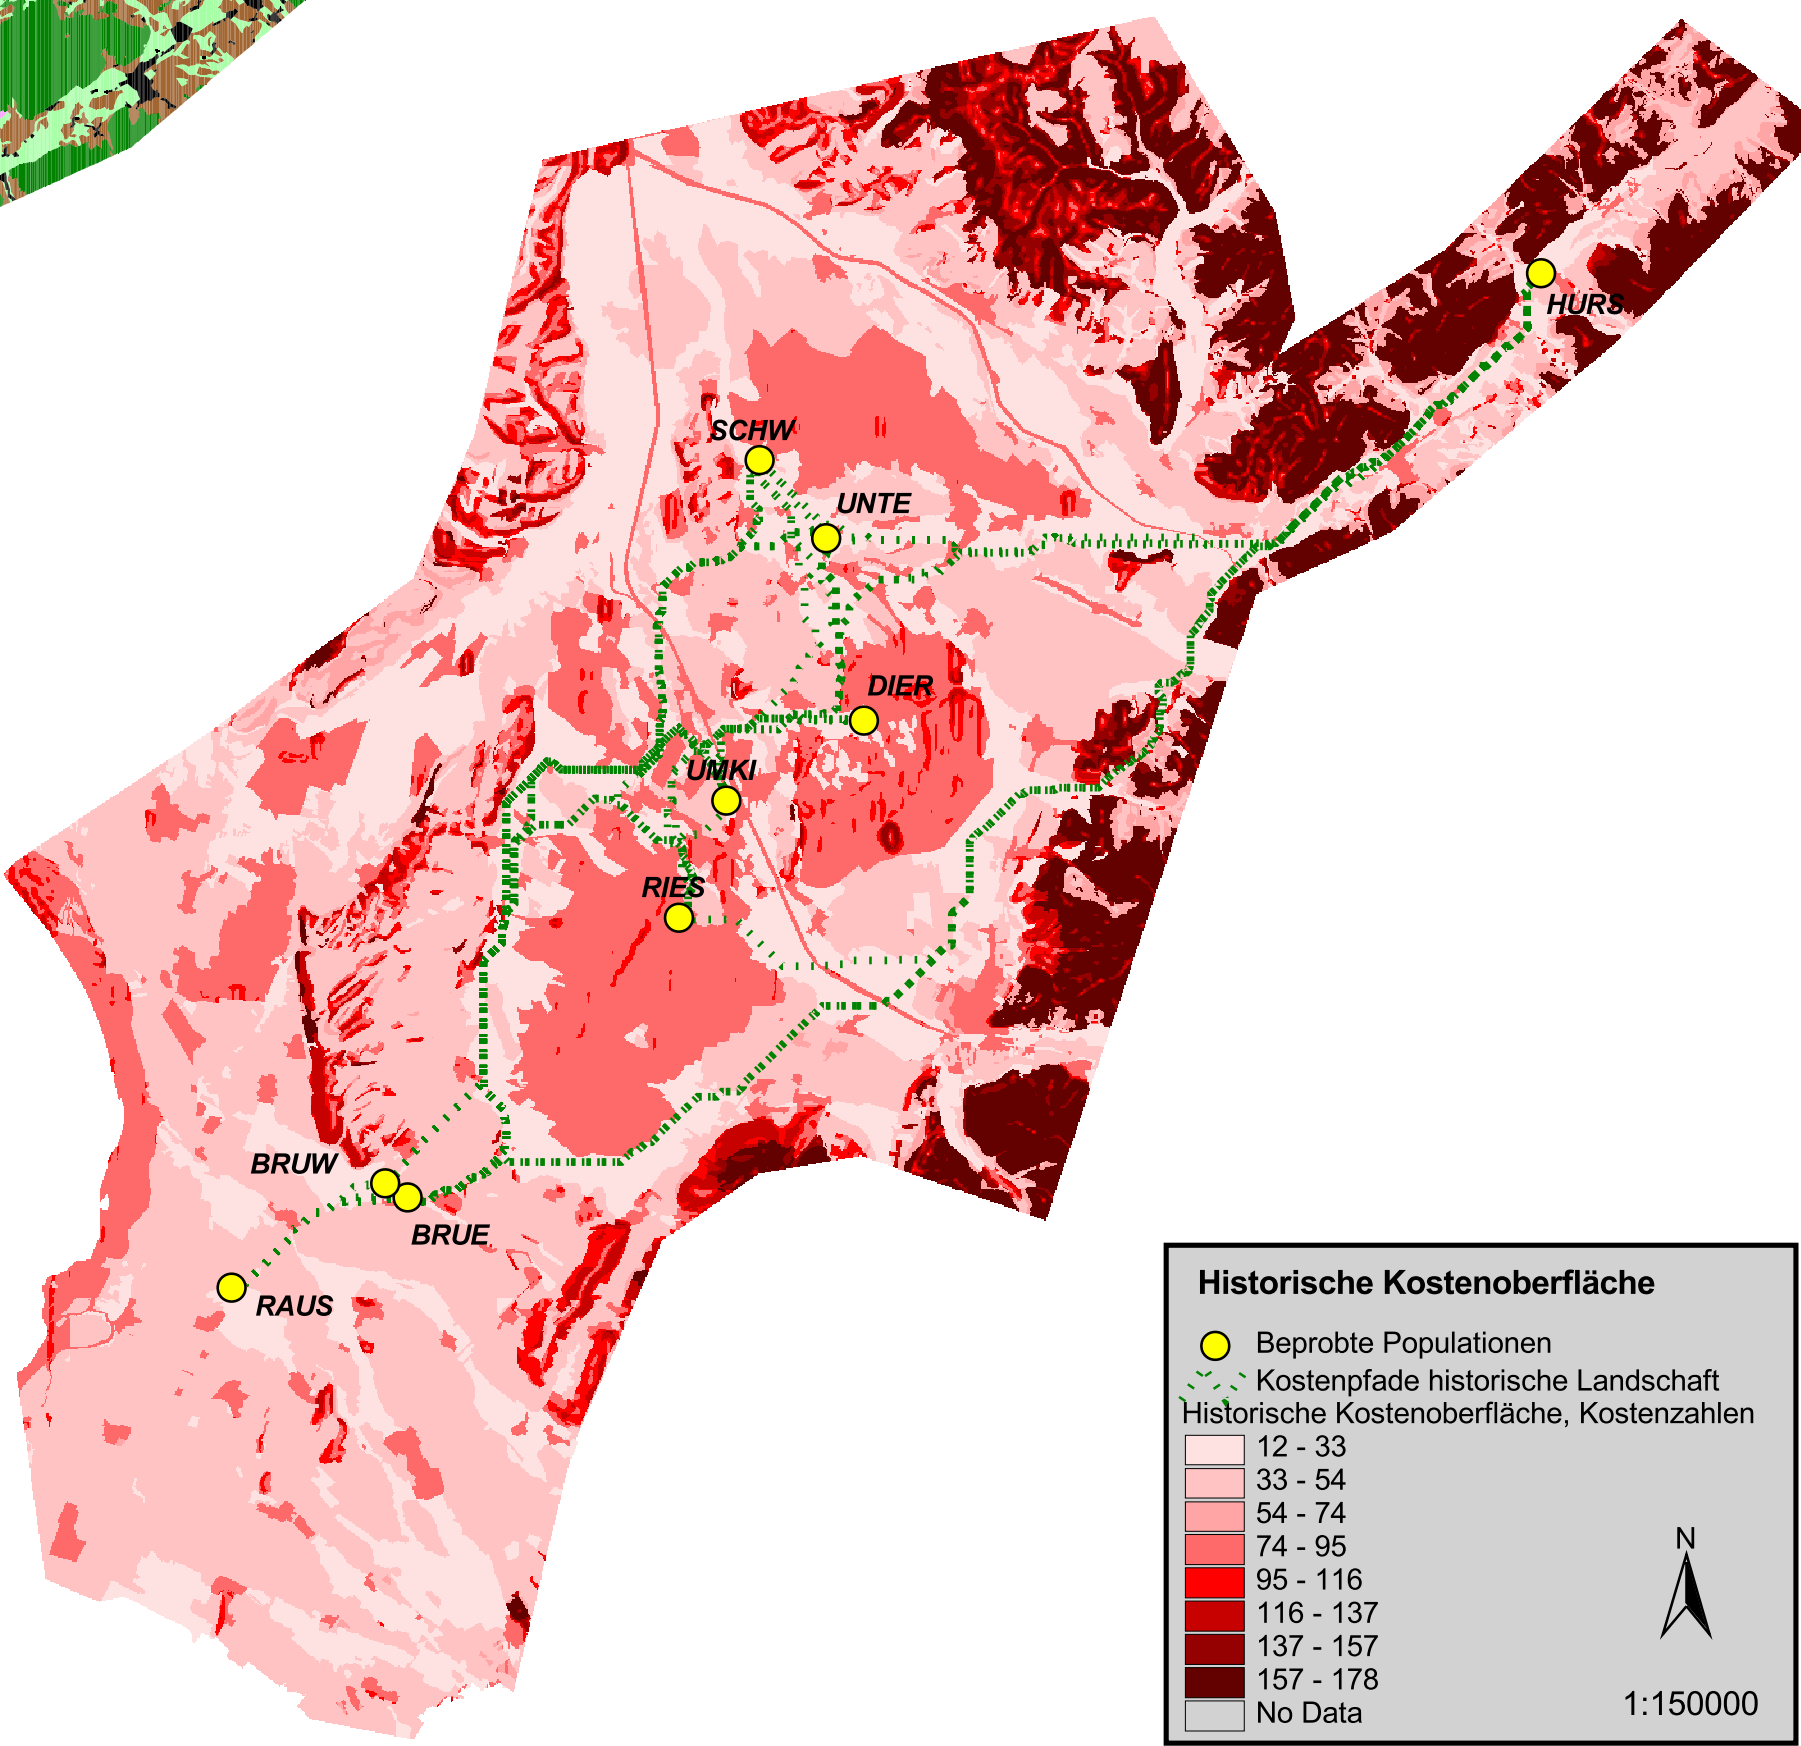 HURS
SCHW
UNTE
DIER
UMKI
RIES
BRUW
BRUE
RAUS
Historische Kostenoberfläche
Beprobte Populationen
Kostenpfade historische Landschaft
Historische Kostenoberfläche, Kostenzahlen
12 - 33
33 - 54
54 - 74
74 - 95
95 - 116
116 - 137
137 - 157
157 - 178
No Data
N
1:150000